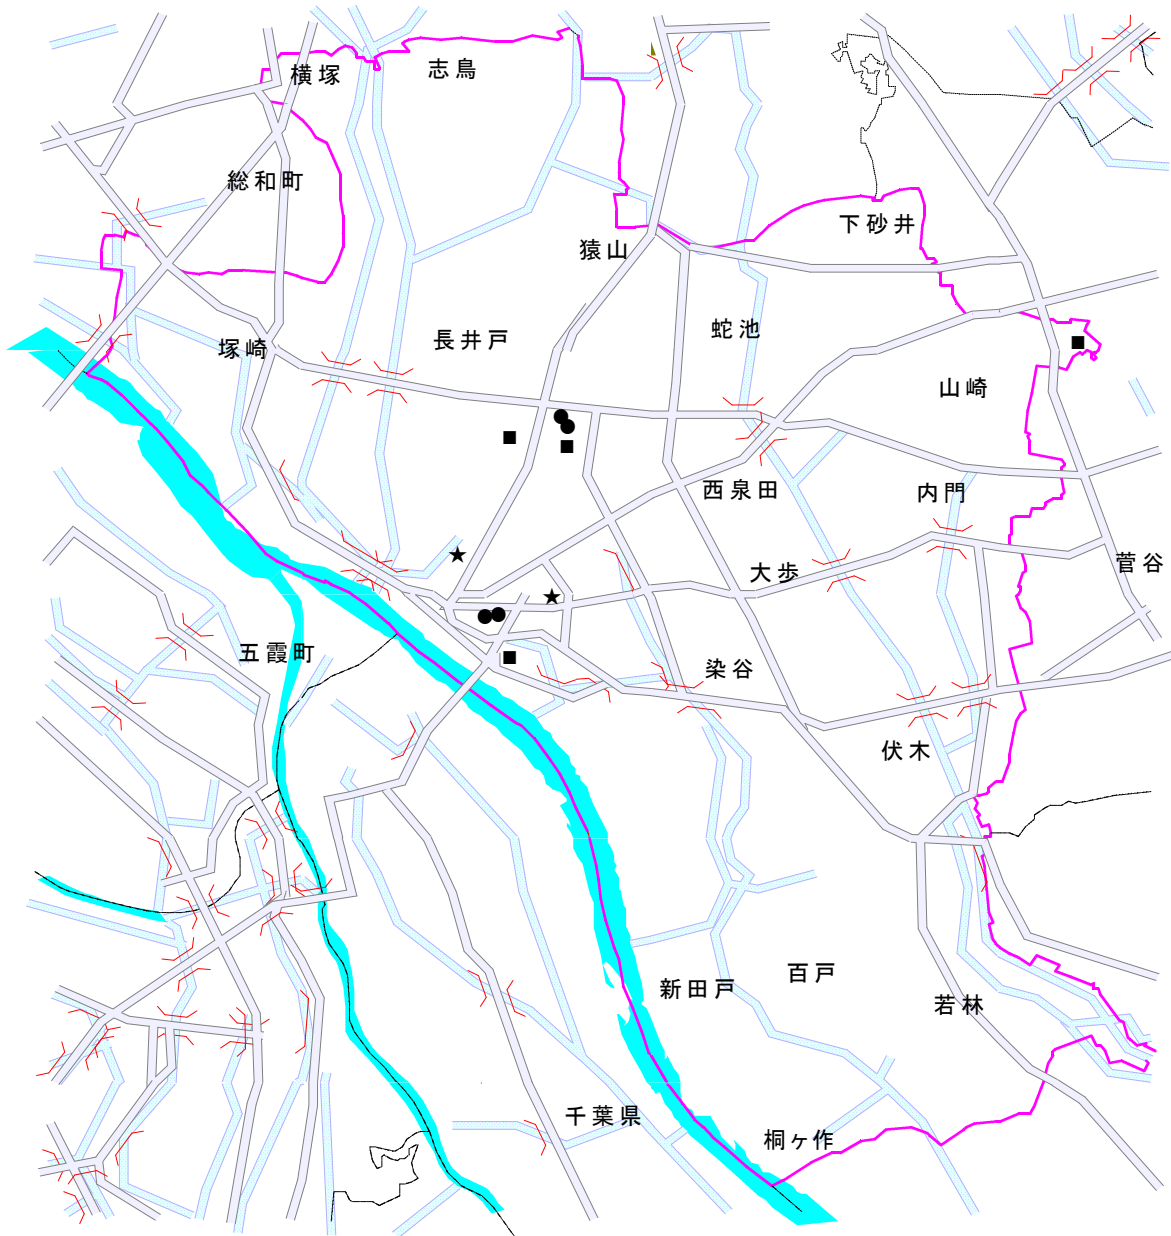 志鳥
横塚
総和町
下砂井
猿山
蛇池
長井戸
塚崎
山崎
西泉田
内門
菅谷
大歩
五霞町
染谷
伏木
百戸
新田戸
若林
千葉県
桐ヶ作